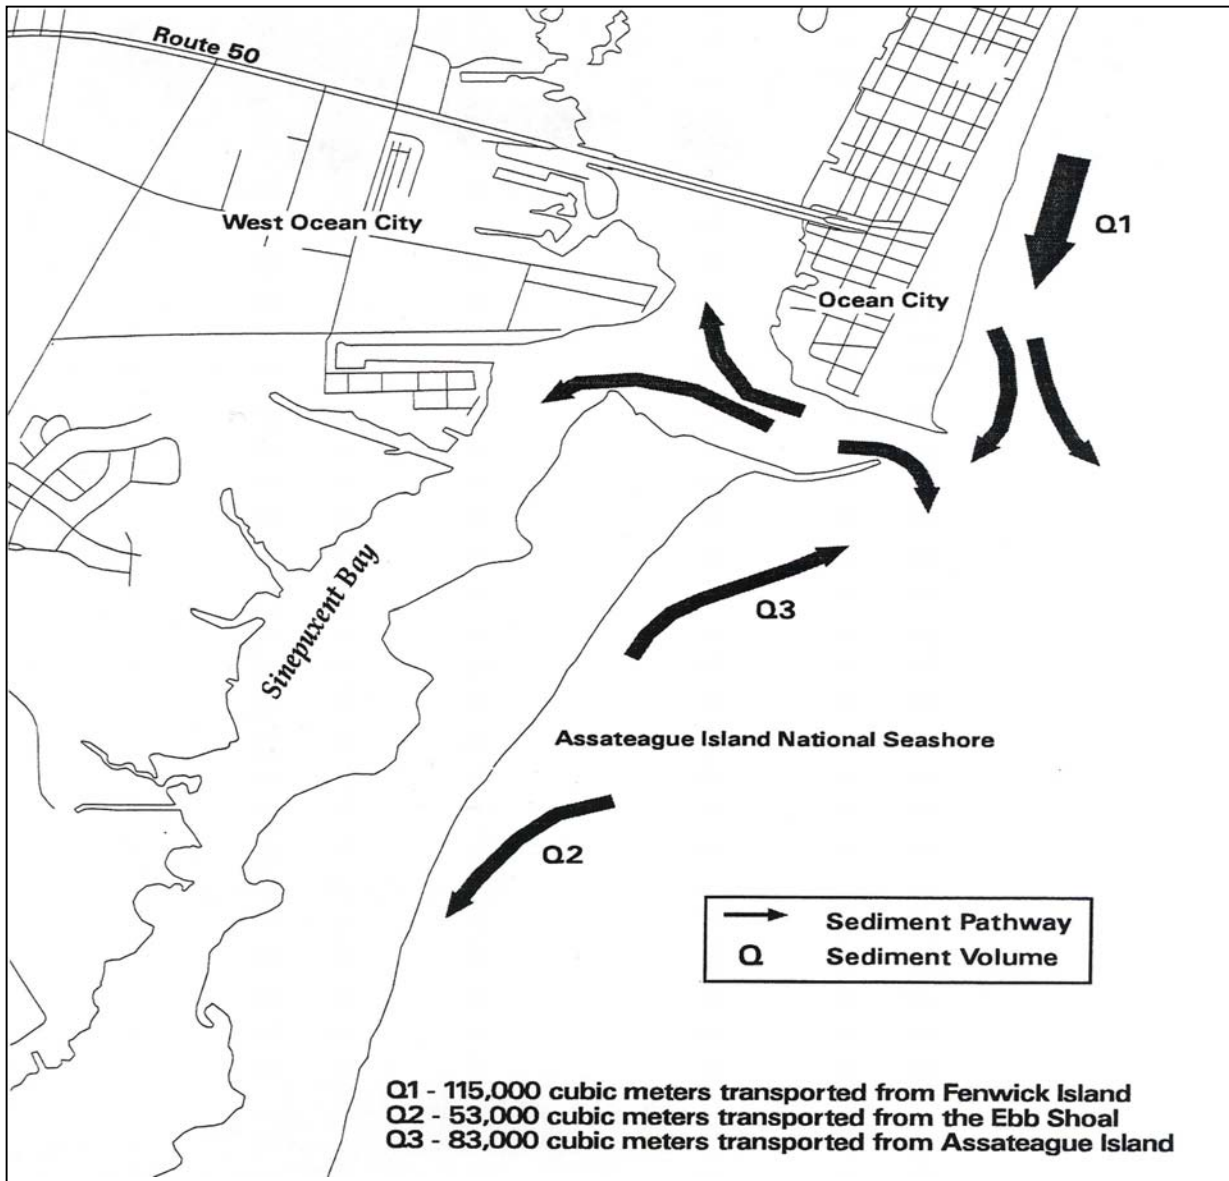 Route 50
Q1
West Ocean City
Ocean City
Sinepuxent Bay
Q3
Assateague Island National Seashore
Q2
Sediment Pathway
Q Sediment Volume
Q1 - 115,000 cubic meters transported from Fenwick Island
Q2 - 53,000 cubic meters transported from the Ebb Shoal
Q3 - 83,000 cubic meters transported from Assateague Island